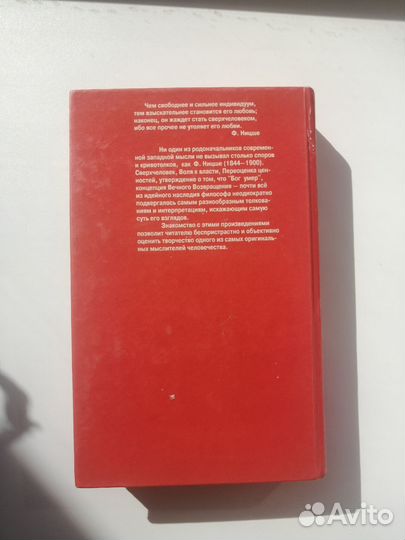 Чем свободнее и сильнее индивидуум,
тем взыскательнее становится его любовь;
наконец, он жаждет стать сверхчеловеком,
ибо все прочее не утоляет его любви.
Ф. Ницше
Ни один из родоначальников современ-
ной западной мысли не вызывал столько споров
и кривотолков, как Ф. Ницше (1844—1900).
Сверхчеловек, Воля к власти, Переоценка цен-
ностей, утверждение о том, что "Бог умер",
концепция Вечного Возвращения — почти всё
из идейного наследия философа неоднократно
подвергалось самым разнообразным толкова-
ниям и интерпретациям, искажающим самую
суть его взглядов.
Знакомство с этими произведениями
позволит читателю беспристрастно и объективно
оценить творчество одного из самых оригиналь-
ных мыслителей человечества.
Avito